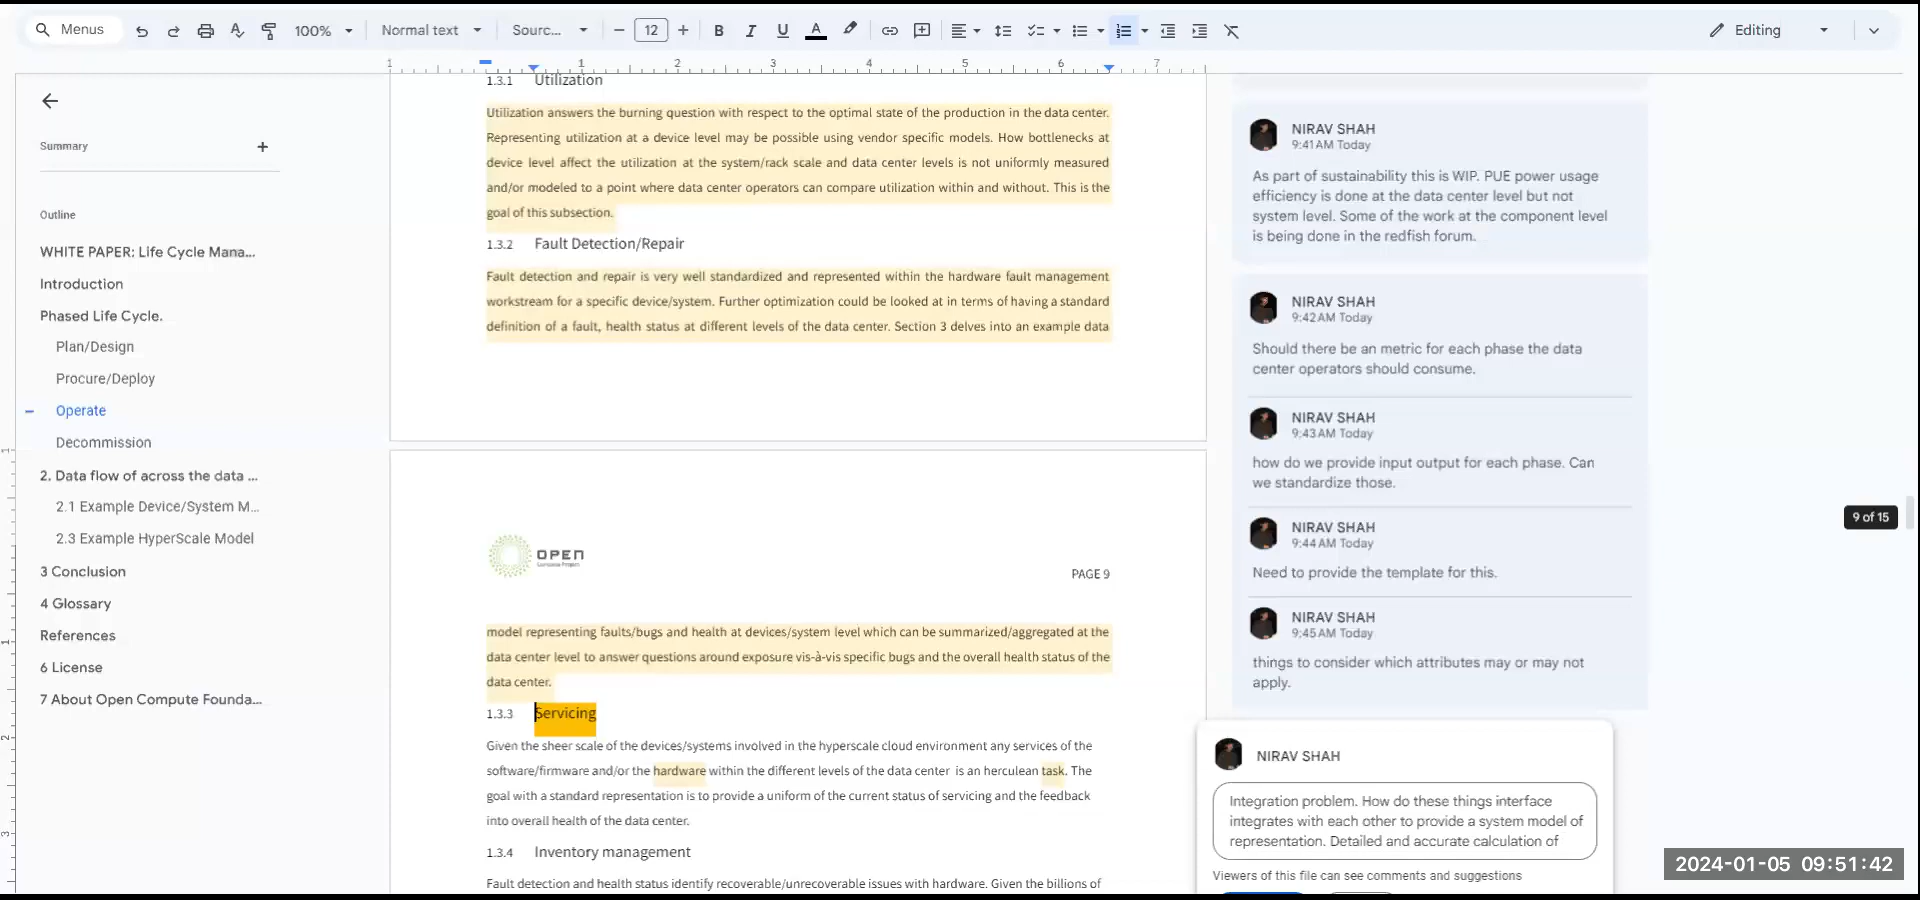 Menus
100%
Normal text
Sourc...
12
B
I
U
A
Editing
1 1 2 3 4 5 6 7
Summary
+
Outline
WHITE PAPER: Life Cycle Mana...
Introduction
Phased Life Cycle.
Plan/Design
Procure/Deploy
Operate
Decommission
2. Data flow of across the data ...
2.1 Example Device/System M...
2.3 Example HyperScale Model
3 Conclusion
4 Glossary
References
6 License
7 About Open Compute Founda...
1
1
2
3
1.3.1 Utilization
Utilization answers the burning question with respect to the optimal state of the production in the data center.
Representing utilization at a device level may be possible using vendor specific models. How bottlenecks at
device level affect the utilization at the system/rack scale and data center levels is not uniformly measured
and/or modeled to a point where data center operators can compare utilization within and without. This is the
goal of this subsection.
1.3.2 Fault Detection/Repair
Fault detection and repair is very well standardized and represented within the hardware fault management
workstream for a specific device/system. Further optimization could be looked at in terms of having a standard
definition of a fault, health status at different levels of the data center. Section 3 delves into an example data
OPEN
Compute Project
PAGE 9
model representing faults/bugs and health at devices/system level which can be summarized/aggregated at the
data center level to answer questions around exposure vis-à-vis specific bugs and the overall health status of the
data center.
1.3.3 Servicing
Given the sheer scale of the devices/systems involved in the hyperscale cloud environment any services of the
software/firmware and/or the hardware within the different levels of the data center is an herculean task. The
goal with a standard representation is to provide a uniform of the current status of servicing and the feedback
into overall health of the data center.
1.3.4 Inventory management
Fault detection and health status identify recoverable/unrecoverable issues with hardware. Given the billions of
NIRAV SHAH
9:41 AM Today
As part of sustainability this is WIP. PUE power usage
efficiency is done at the data center level but not
system level. Some of the work at the component level
is being done in the redfish forum.
NIRAV SHAH
9:42 AM Today
Should there be an metric for each phase the data
center operators should consume.
NIRAV SHAH
9:43 AM Today
how do we provide input output for each phase. Can
we standardize those.
NIRAV SHAH
9:44 AM Today
Need to provide the template for this.
NIRAV SHAH
9:45 AM Today
things to consider which attributes may or may not
apply.
NIRAV SHAH
Integration problem. How do these things interface
integrates with each other to provide a system model of
representation. Detailed and accurate calculation of
Viewers of this file can see comments and suggestions
9 of 15
2024-01-05 09:51:42